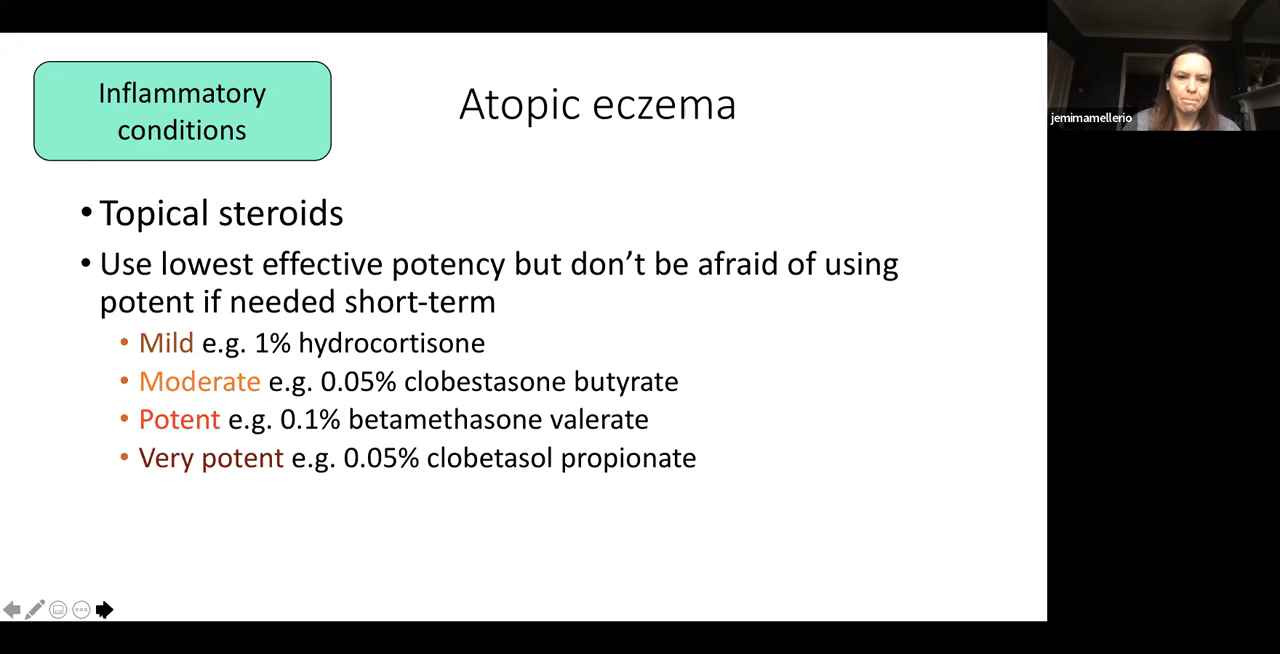 Inflammatory
conditions
Atopic eczema
jemimamellerio
• Topical steroids
• Use lowest effective potency but don’t be afraid of using
potent if needed short-term
• Mild e.g. 1% hydrocortisone
• Moderate e.g. 0.05% clobestasone butyrate
• Potent e.g. 0.1% betamethasone valerate
• Very potent e.g. 0.05% clobetasol propionate